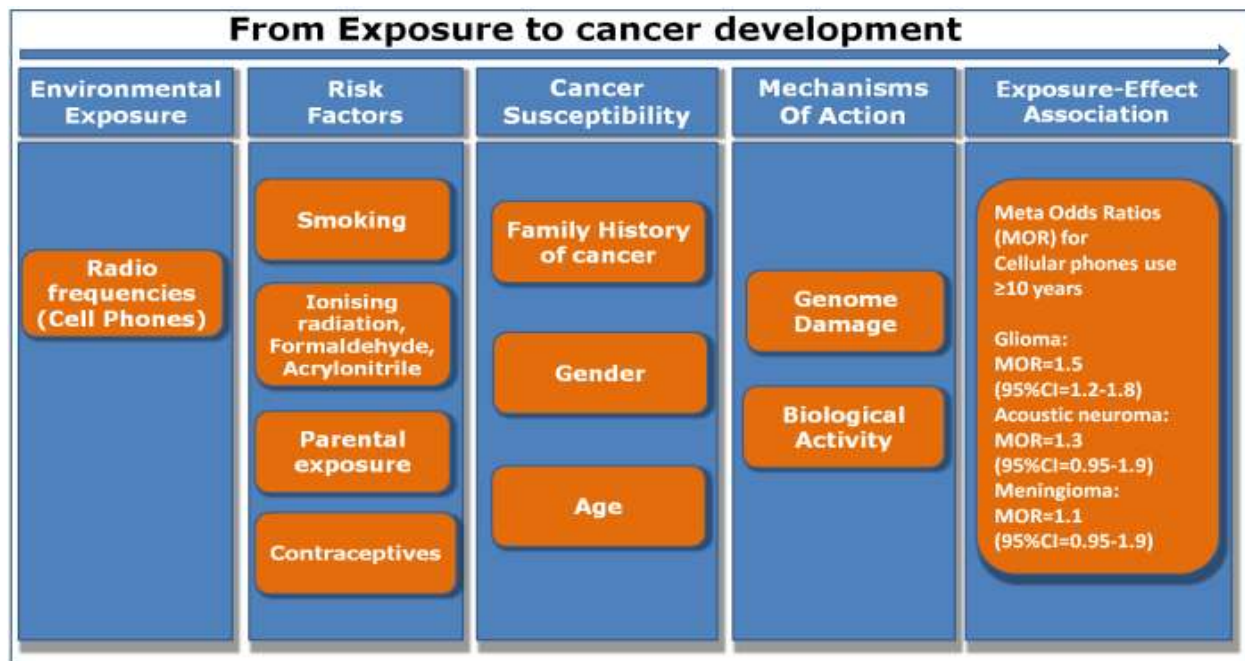 From Exposure to cancer development
Environmental
Exposure
Risk
Factors
Cancer
Susceptibility
Mechanisms
Of Action
Exposure-Effect
Association
Radio
frequencies
(Cell Phones)
Smoking
Ionising
radiation,
Formaldehyde,
Acrylonitrile
Parental
exposure
Contraceptives
Family History
of cancer
Gender
Age
Genome
Damage
Biological
Activity
Meta Odds Ratios
(MOR) for
Cellular phones use
≥10 years
Glioma:
MOR=1.5
(95%CI=1.2-1.8)
Acoustic neuroma:
MOR=1.3
(95%CI=0.95-1.9)
Meningioma:
MOR=1.1
(95%CI=0.95-1.9)